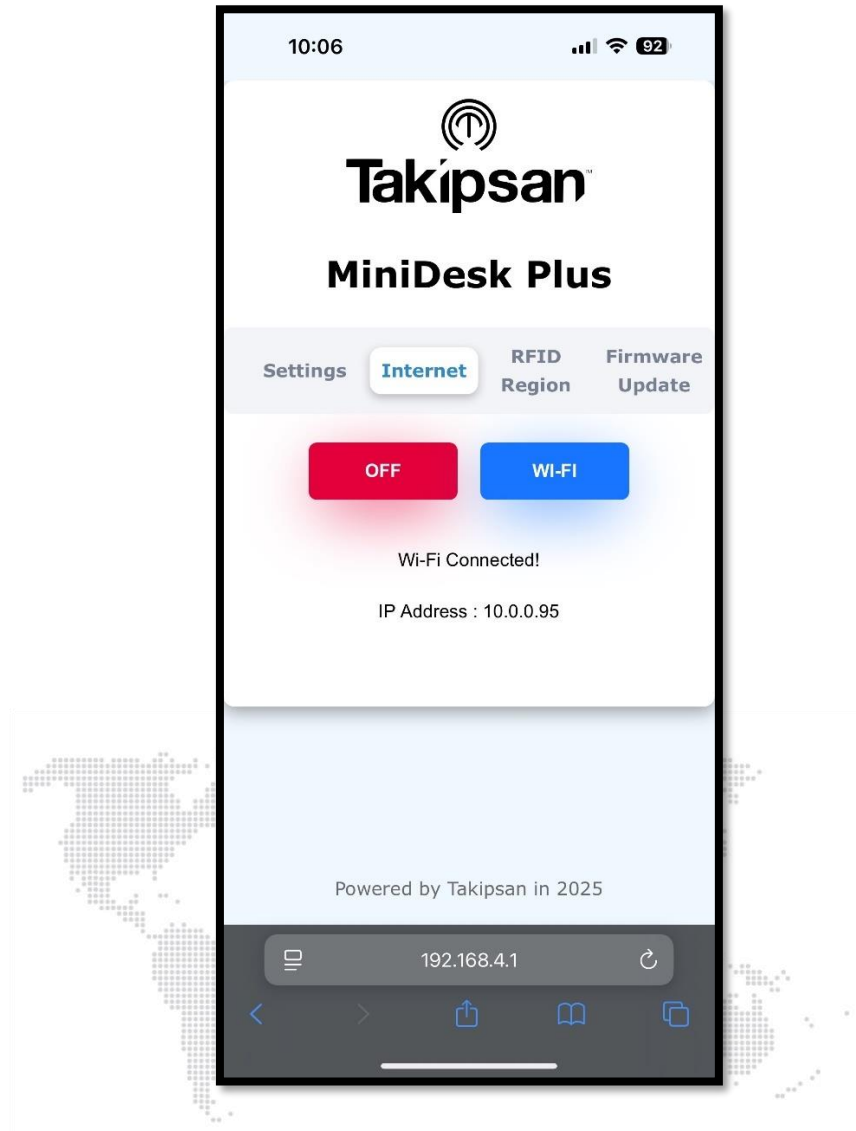 10:06
92
Takipsan™
MiniDesk Plus
Settings
Internet
RFID
Region
Firmware
Update
OFF
WI-FI
Wi-Fi Connected!
IP Address : 10.0.0.95
Powered by Takipsan in 2025
192.168.4.1